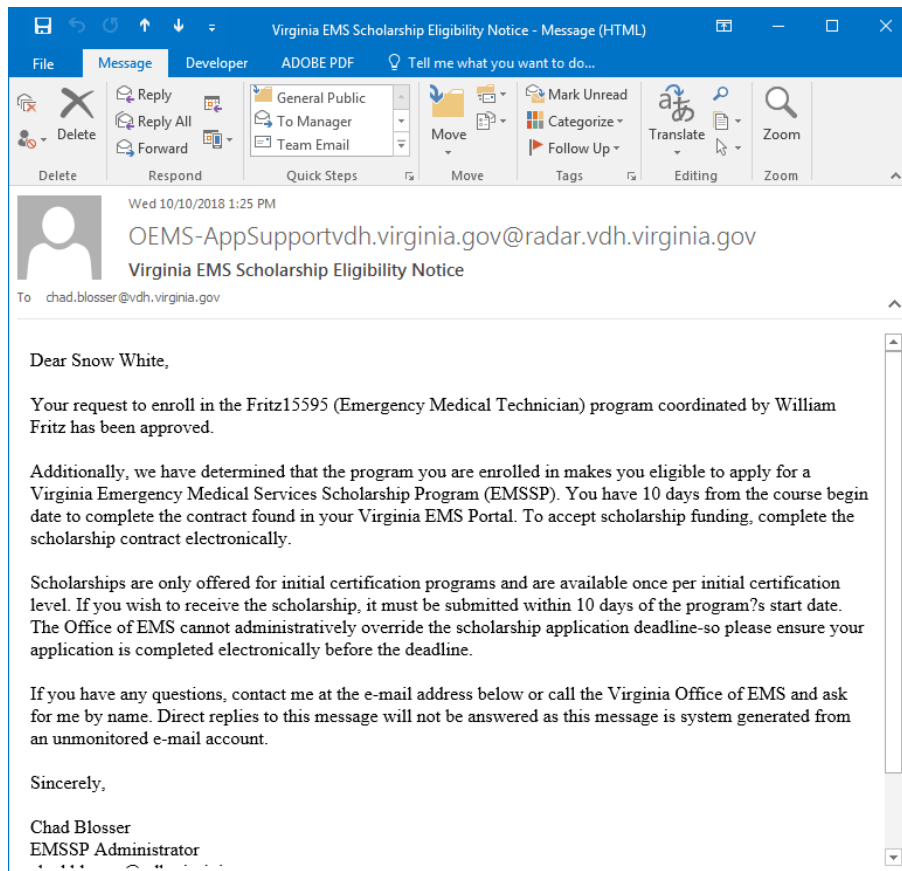 Virginia EMS Scholarship Eligibility Notice - Message (HTML)
File Message Developer ADOBE PDF Tell me what you want to do...
Delete
Reply
Reply All
Forward
General Public
To Manager
Team Email
Move
Mark Unread
Categorize
Follow Up
Translate
Zoom
Delete Respond Quick Steps Move Tags Editing Zoom
Wed 10/10/2018 1:25 PM
OEMS-AppSupportvdh.virginia.gov@radar.vdh.virginia.gov
Virginia EMS Scholarship Eligibility Notice
To chad.blosser@vdh.virginia.gov
Dear Snow White,
Your request to enroll in the Fritz15595 (Emergency Medical Technician) program coordinated by William
Fritz has been approved.
Additionally, we have determined that the program you are enrolled in makes you eligible to apply for a
Virginia Emergency Medical Services Scholarship Program (EMSSP). You have 10 days from the course begin
date to complete the contract found in your Virginia EMS Portal. To accept scholarship funding, complete the
scholarship contract electronically.
Scholarships are only offered for initial certification programs and are available once per initial certification
level. If you wish to receive the scholarship, it must be submitted within 10 days of the program?s start date.
The Office of EMS cannot administratively override the scholarship application deadline-so please ensure your
application is completed electronically before the deadline.
If you have any questions, contact me at the e-mail address below or call the Virginia Office of EMS and ask
for me by name. Direct replies to this message will not be answered as this message is system generated from
an unmonitored e-mail account.
Sincerely,
Chad Blosser
EMSSP Administrator